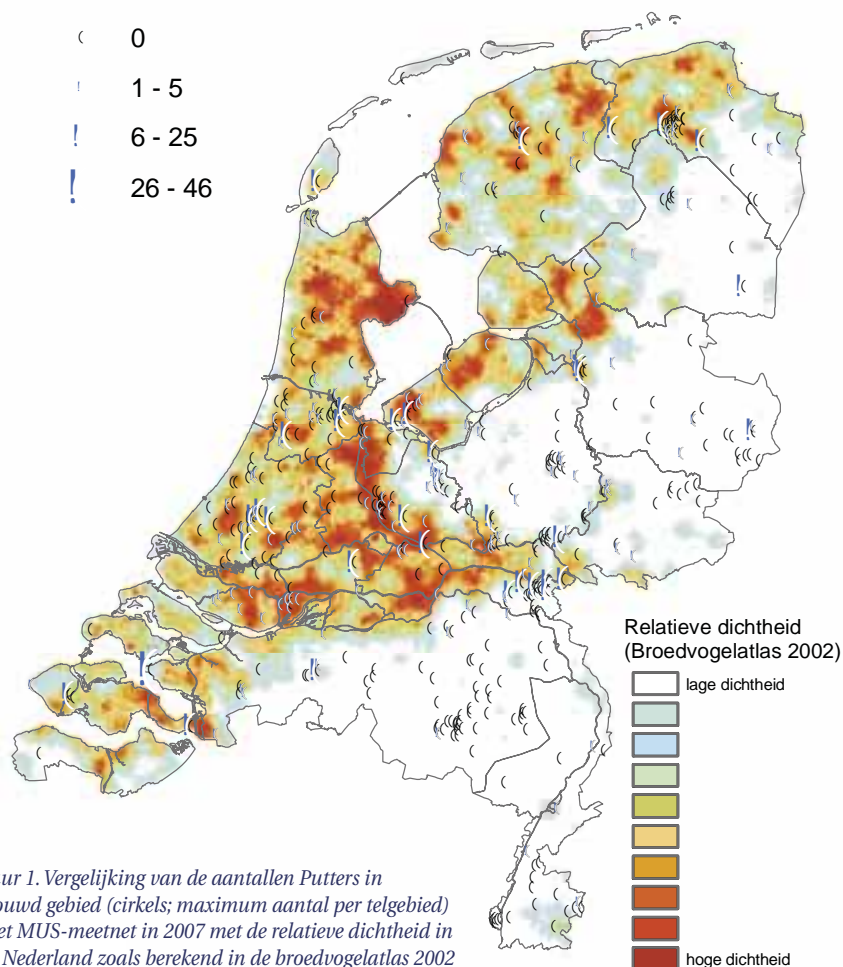 0
1 - 5
6 - 25
26 - 46
Relatieve dichtheid
(Broedvogelatlas 2002)
lage dichtheid
hoge dichtheid
ur 1. Vergelijking van de aantallen Putters in
ouwd gebied (cirkels; maximum aantal per telgebied)
et MUS-meetnet in 2007 met de relatieve dichtheid in
Nederland zoals berekend in de broedvogelatlas 2002